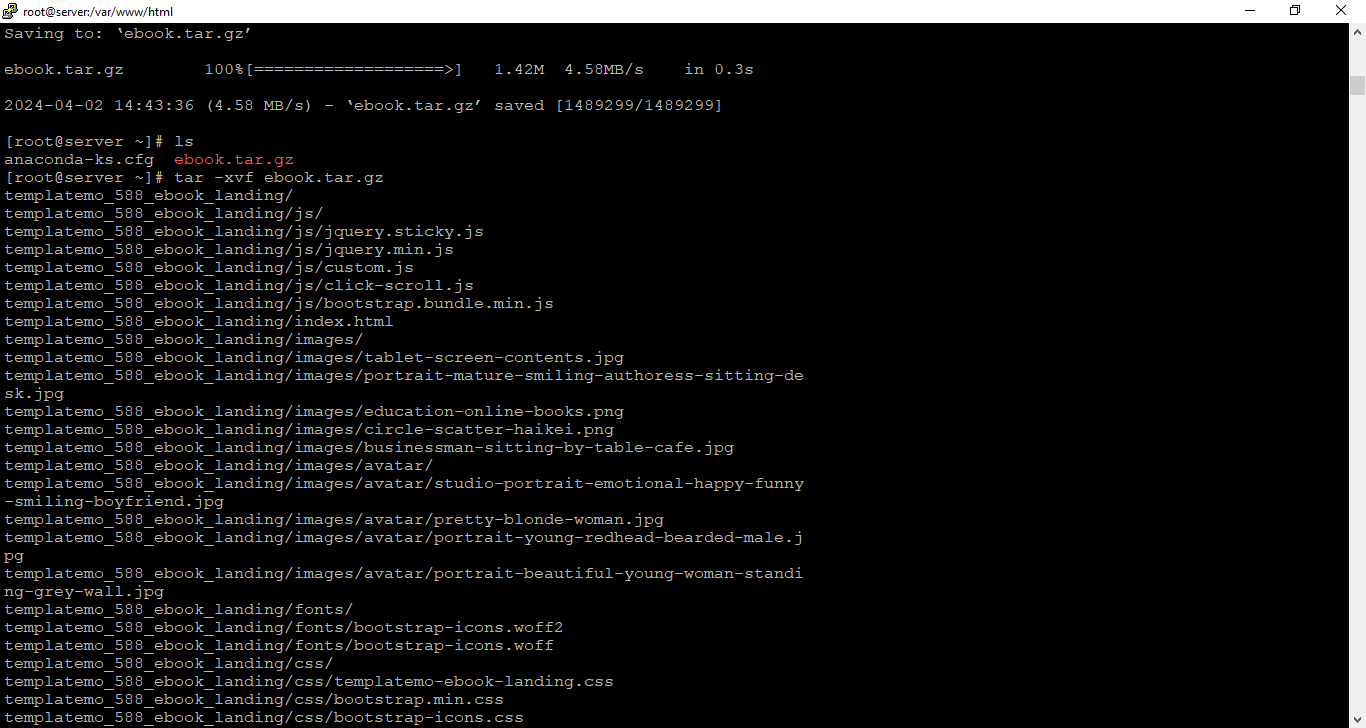 root@server:/var/www/html
Saving to: ‘ebook.tar.gz’
ebook.tar.gz        100%[===================>]   1.42M  4.58MB/s    in 0.3s
2024-04-02 14:43:36 (4.58 MB/s) - ‘ebook.tar.gz’ saved [1489299/1489299]
[root@server ~]# ls
anaconda-ks.cfg  ebook.tar.gz
[root@server ~]# tar -xvf ebook.tar.gz
templatemo_588_ebook_landing/
templatemo_588_ebook_landing/js/
templatemo_588_ebook_landing/js/jquery.sticky.js
templatemo_588_ebook_landing/js/jquery.min.js
templatemo_588_ebook_landing/js/custom.js
templatemo_588_ebook_landing/js/click-scroll.js
templatemo_588_ebook_landing/js/bootstrap.bundle.min.js
templatemo_588_ebook_landing/index.html
templatemo_588_ebook_landing/images/
templatemo_588_ebook_landing/images/tablet-screen-contents.jpg
templatemo_588_ebook_landing/images/portrait-mature-smiling-authoress-sitting-de
sk.jpg
templatemo_588_ebook_landing/images/education-online-books.png
templatemo_588_ebook_landing/images/circle-scatter-haikei.png
templatemo_588_ebook_landing/images/businessman-sitting-by-table-cafe.jpg
templatemo_588_ebook_landing/images/avatar/
templatemo_588_ebook_landing/images/avatar/studio-portrait-emotional-happy-funny
-smiling-boyfriend.jpg
templatemo_588_ebook_landing/images/avatar/pretty-blonde-woman.jpg
templatemo_588_ebook_landing/images/avatar/portrait-young-redhead-bearded-male.j
pg
templatemo_588_ebook_landing/images/avatar/portrait-beautiful-young-woman-standi
ng-grey-wall.jpg
templatemo_588_ebook_landing/fonts/
templatemo_588_ebook_landing/fonts/bootstrap-icons.woff2
templatemo_588_ebook_landing/fonts/bootstrap-icons.woff
templatemo_588_ebook_landing/css/
templatemo_588_ebook_landing/css/templatemo-ebook-landing.css
templatemo_588_ebook_landing/css/bootstrap.min.css
templatemo_588_ebook_landing/css/bootstrap-icons.css